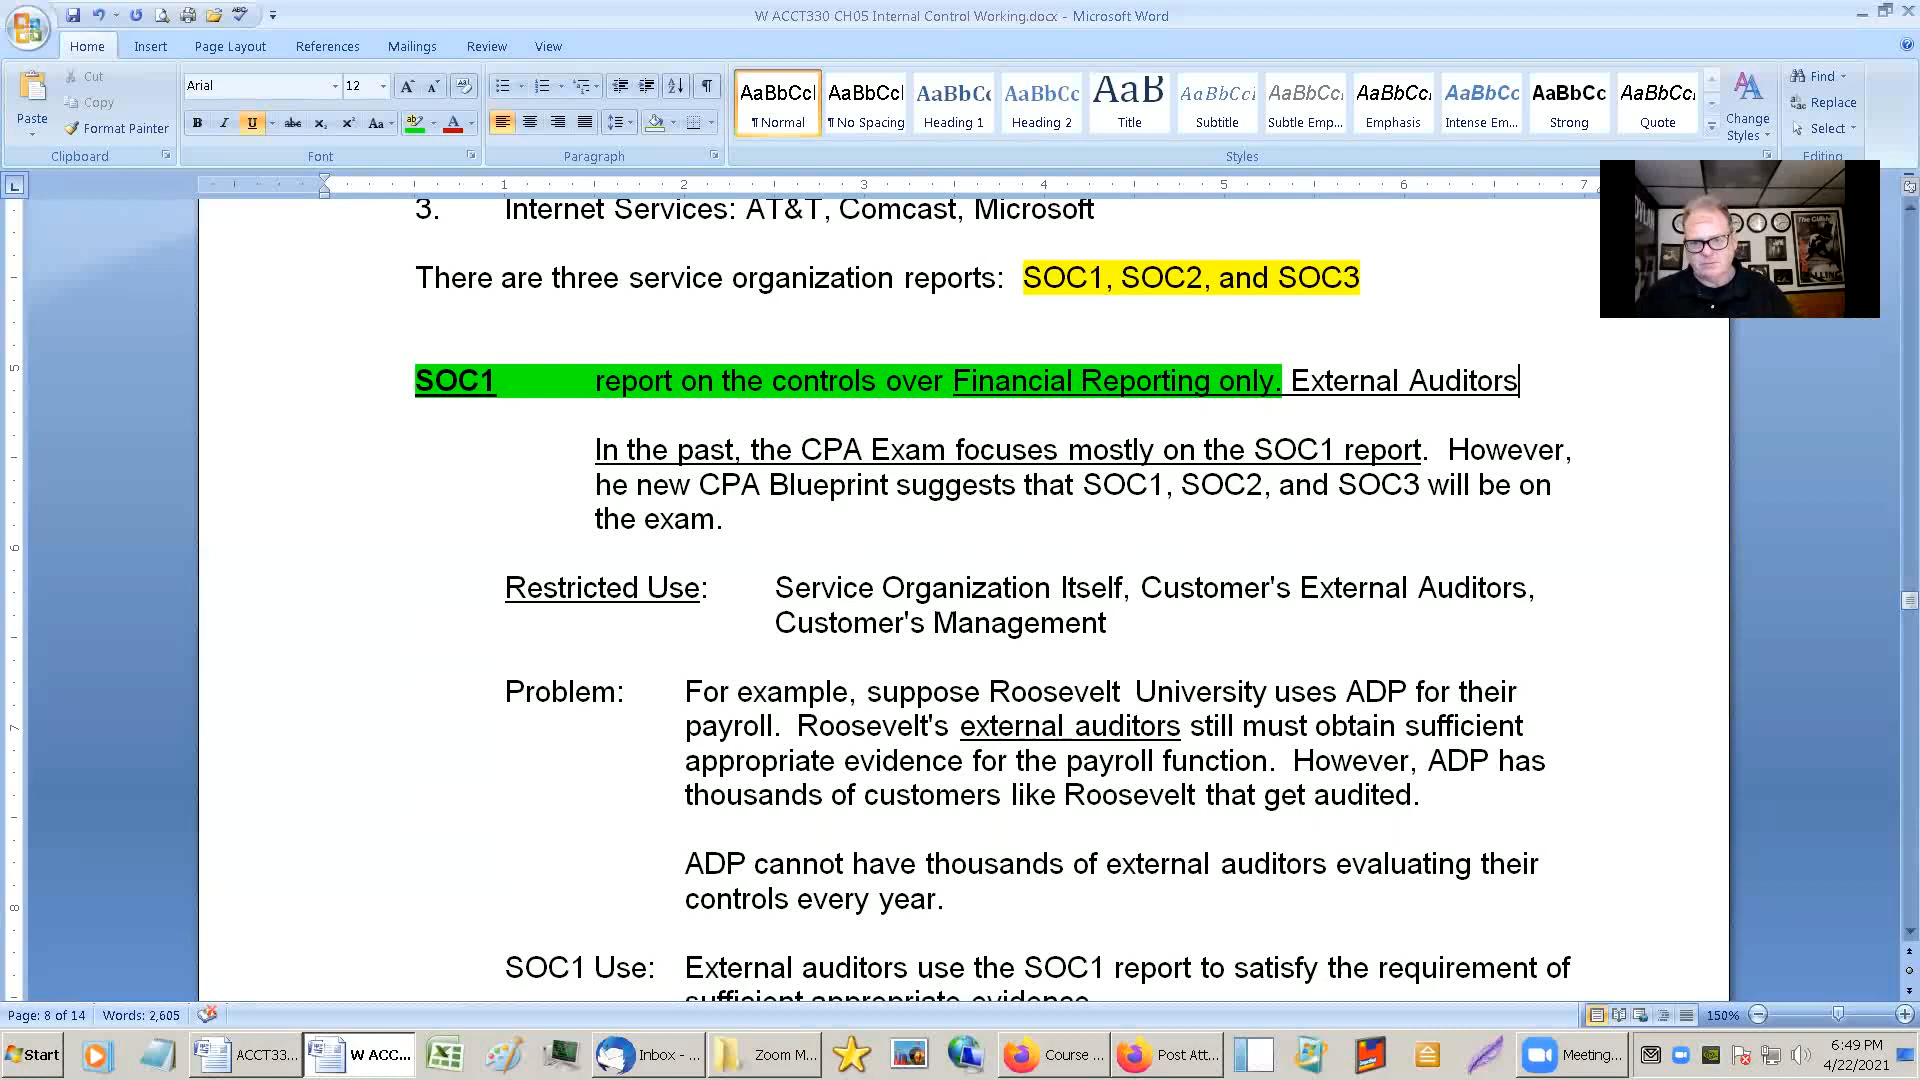 W ACCT330 CH05 Internal Control Working.docx - Microsoft Word
Home Insert Page Layout References Mailings Review View
Paste
Cut
Copy
Format Painter
Clipboard
Arial 12
Font
Paragraph
AaBbCcI AaBbCcI AaBbCc AaBbCc AaB AaBbCcI AaBbCcI AaBbCcI AaBbCc AaBbCc AaBbCcI
¶ Normal ¶ No Spacing Heading 1 Heading 2 Title Subtitle Subtle Emp... Emphasis Intense Em... Strong Quote
Change Styles
Styles
Find
Replace
Select
Editing
1 2 3 4 5 6 7
3. Internet Services: AT&T, Comcast, Microsoft
There are three service organization reports: SOC1, SOC2, and SOC3
SOC1 report on the controls over Financial Reporting only. External Auditors
In the past, the CPA Exam focuses mostly on the SOC1 report. However,
he new CPA Blueprint suggests that SOC1, SOC2, and SOC3 will be on
the exam.
Restricted Use: Service Organization Itself, Customer's External Auditors,
Customer's Management
Problem: For example, suppose Roosevelt University uses ADP for their
payroll. Roosevelt's external auditors still must obtain sufficient
appropriate evidence for the payroll function. However, ADP has
thousands of customers like Roosevelt that get audited.
ADP cannot have thousands of external auditors evaluating their
controls every year.
SOC1 Use: External auditors use the SOC1 report to satisfy the requirement of
sufficient appropriate evidence
Page: 8 of 14 Words: 2,605 150%
Start ACCT33... W ACC... Inbox - ... Zoom M... Course ... Post Att... Meeting... 6:49 PM
4/22/2021